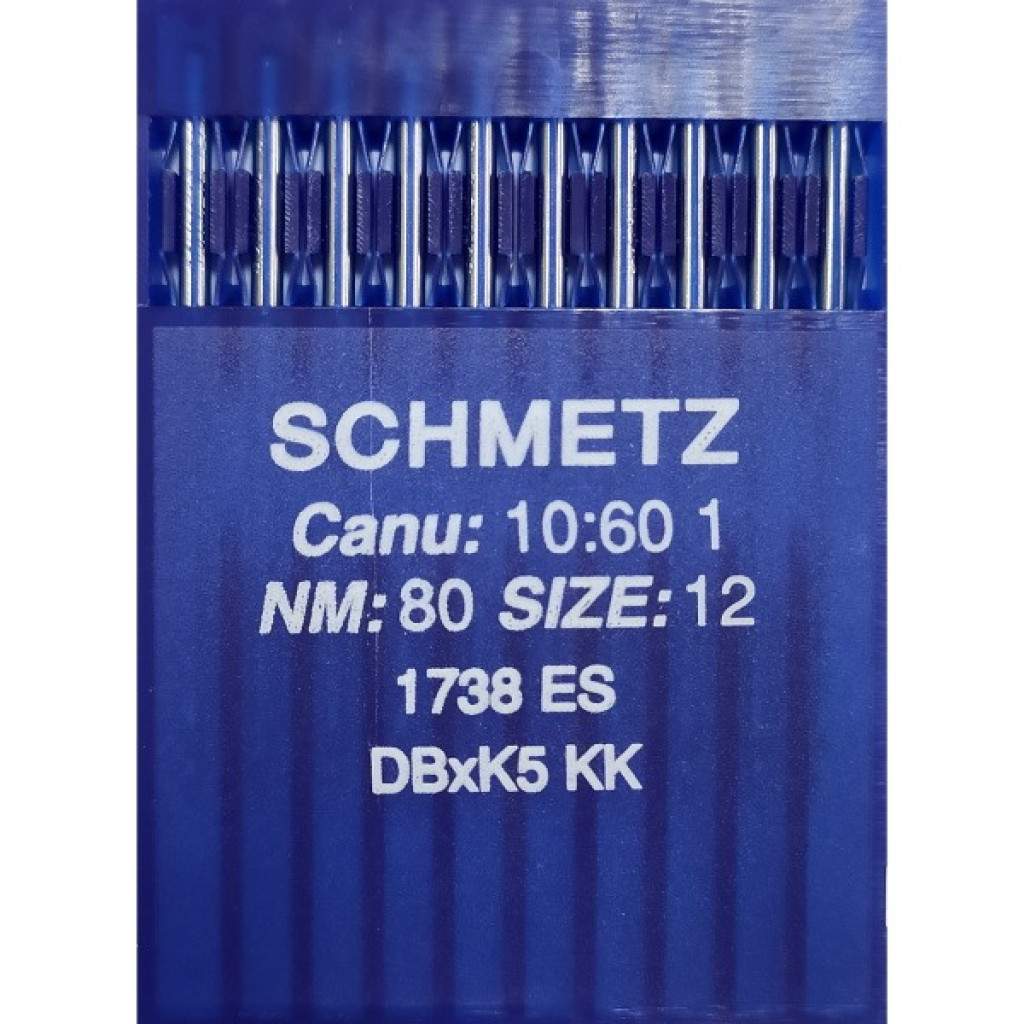 SCHMETZ
Canu: 10:60 1
NM: 80 SIZE: 12
1738 ES
DBxK5 KK